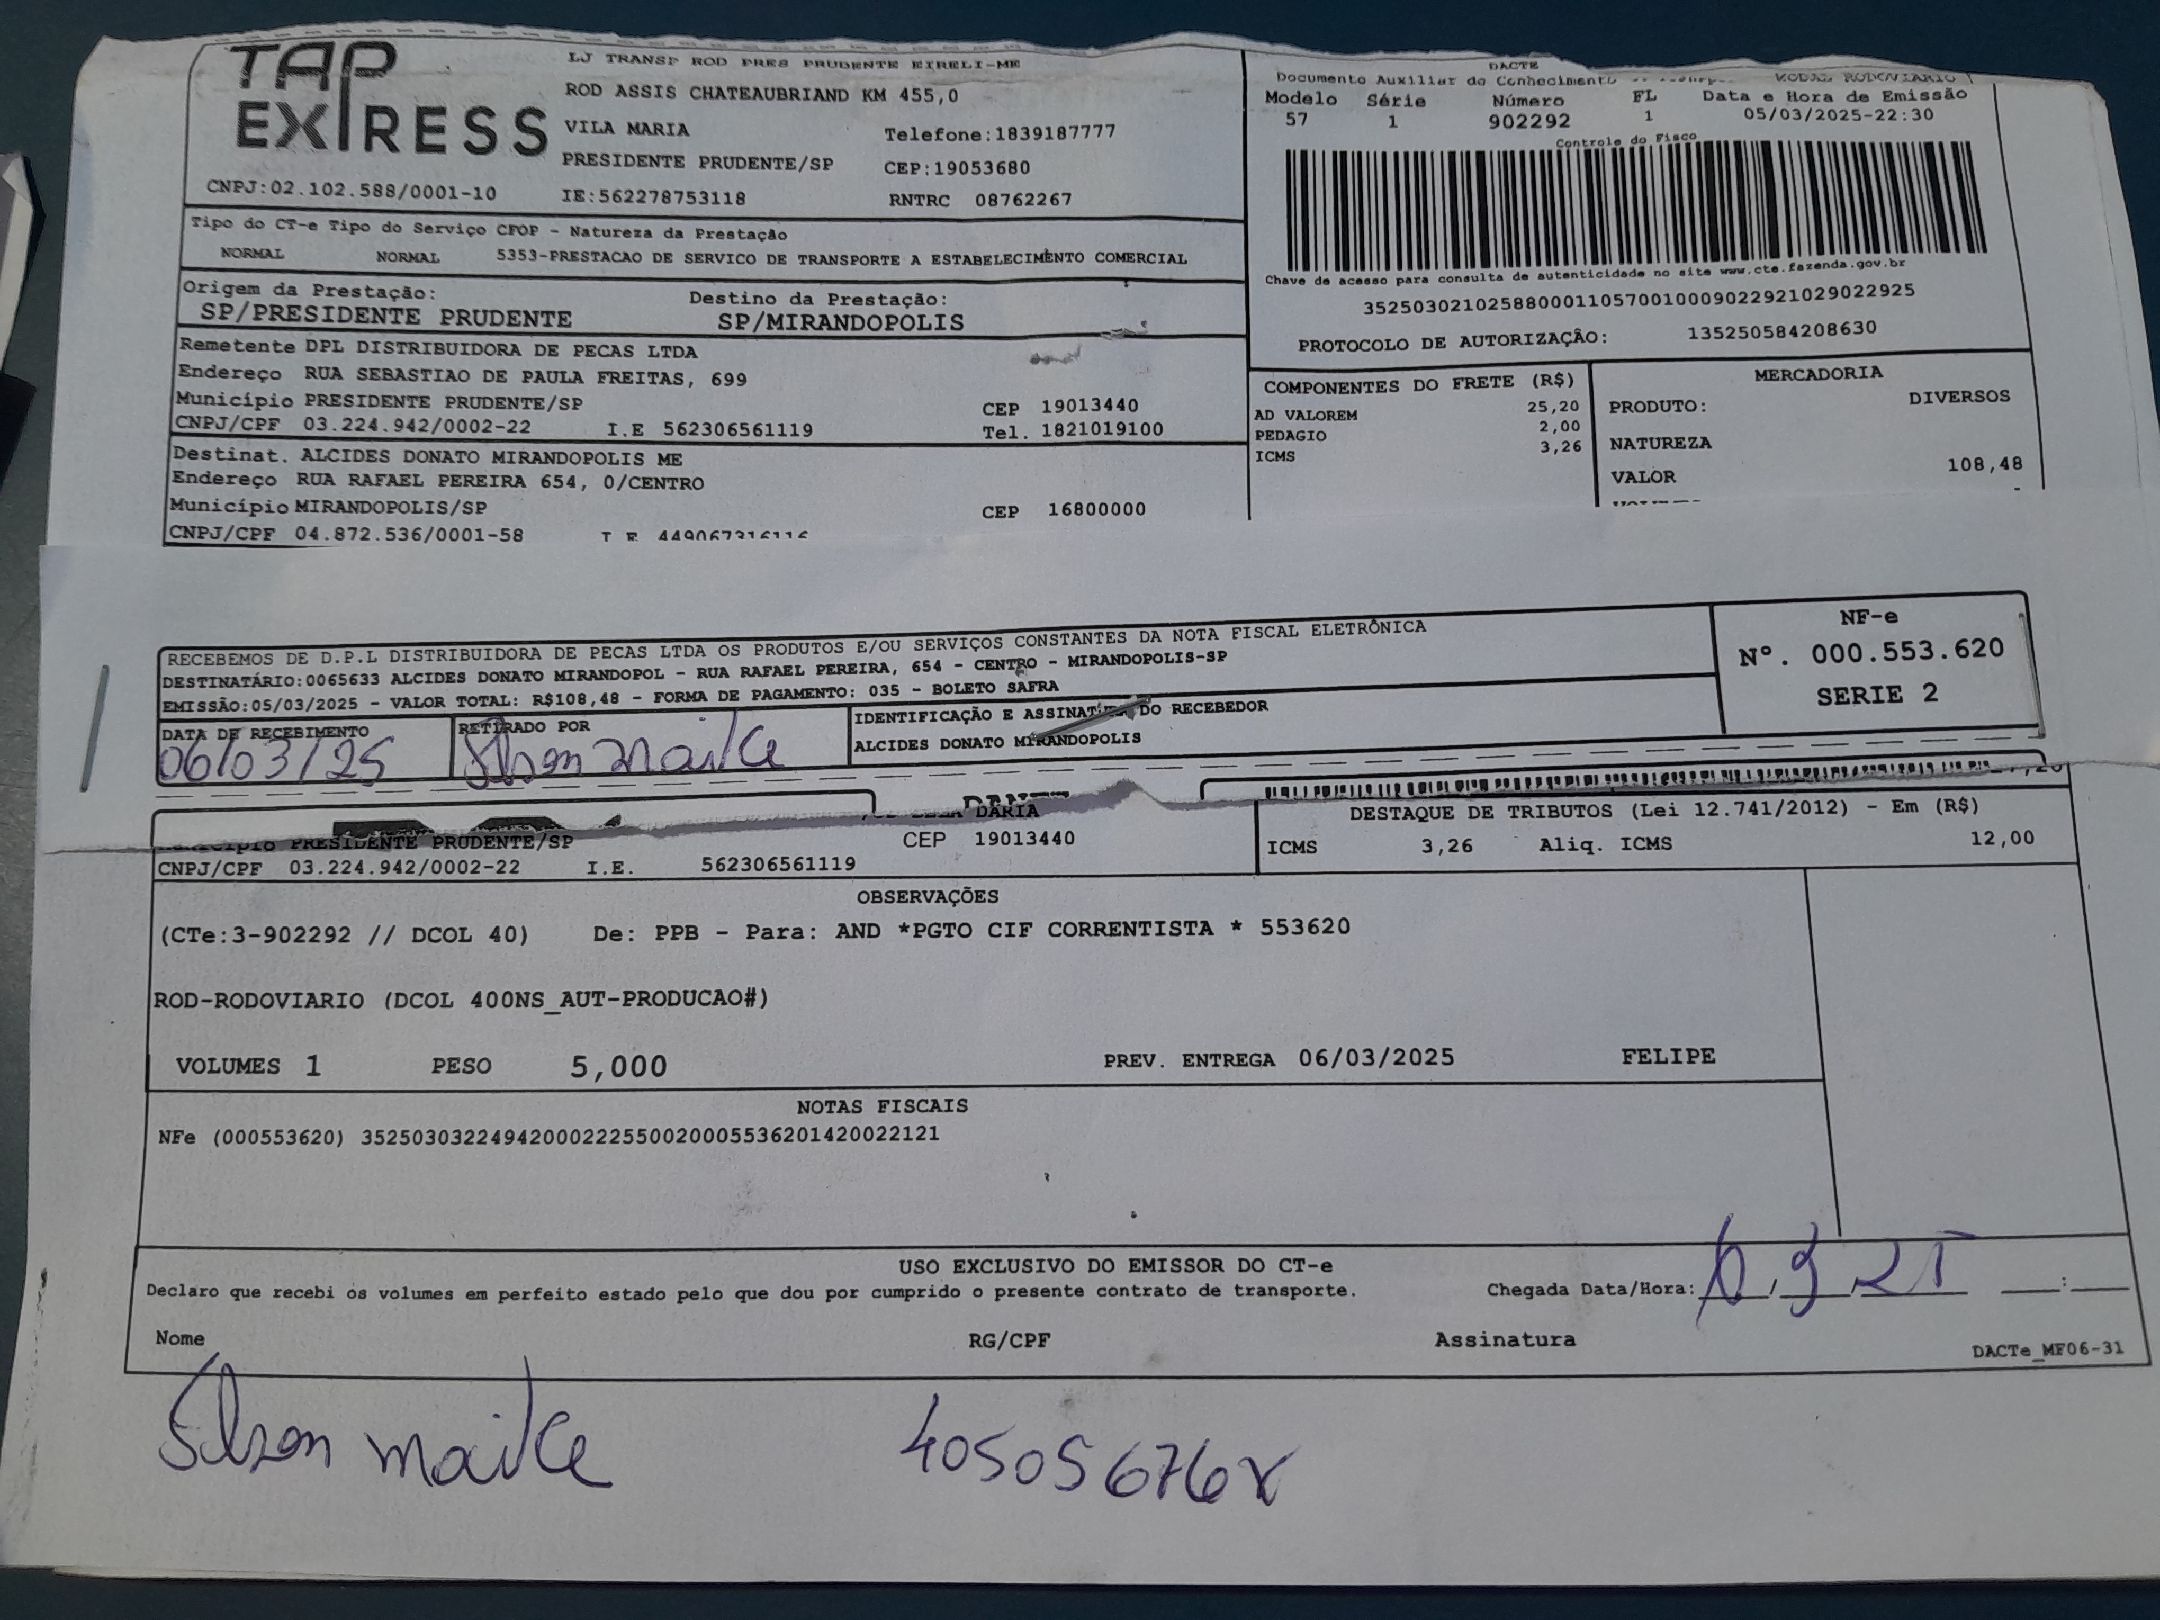 TAP
EXPRESS
LJ TRANSP ROD PRES PRUDENTE EIRELI-ME
ROD ASSIS CHATEAUBRIAND KM 455,0
VILA MARIA Telefone:1839187777
PRESIDENTE PRUDENTE/SP CEP:19053680
CNPJ:02.102.588/0001-10 IE:562278753118 RNTRC 08762267
DACTE
Documento Auxiliar do Conhecimento MODAL RODOVIARIO
Modelo Série Número FL Data e Hora de Emissão
57 1 902292 1 05/03/2025-22:30
Controle do Fisco
Chave de acesso para consulta de autenticidade no site www.cte.fazenda.gov.br
35250302102588000110570010009022921029022925
PROTOCOLO DE AUTORIZAÇÃO: 135250584208630
Tipo do CT-e Tipo do Serviço CFOP - Natureza da Prestação
NORMAL NORMAL 5353-PRESTACAO DE SERVICO DE TRANSPORTE A ESTABELECIMENTO COMERCIAL
Origem da Prestação: Destino da Prestação:
SP/PRESIDENTE PRUDENTE SP/MIRANDOPOLIS
Remetente DPL DISTRIBUIDORA DE PECAS LTDA
Endereço RUA SEBASTIAO DE PAULA FREITAS, 699
Município PRESIDENTE PRUDENTE/SP CEP 19013440
CNPJ/CPF 03.224.942/0002-22 I.E 562306561119 Tel. 1821019100
Destinat. ALCIDES DONATO MIRANDOPOLIS ME
Endereço RUA RAFAEL PEREIRA 654, 0/CENTRO
Município MIRANDOPOLIS/SP CEP 16800000
CNPJ/CPF 04.872.536/0001-58 I.E 449067316116
COMPONENTES DO FRETE (R$)
AD VALOREM 25,20
PEDAGIO 2,00
ICMS 3,26
MERCADORIA
PRODUTO: DIVERSOS
NATUREZA
VALOR 108,48
RECEBEMOS DE D.P.L DISTRIBUIDORA DE PECAS LTDA OS PRODUTOS E/OU SERVIÇOS CONSTANTES DA NOTA FISCAL ELETRÔNICA
DESTINATÁRIO:0065633 ALCIDES DONATO MIRANDOPOL - RUA RAFAEL PEREIRA, 654 - CENTRO - MIRANDOPOLIS-SP
EMISSÃO:05/03/2025 - VALOR TOTAL: R$108,48 - FORMA DE PAGAMENTO: 035 - BOLETO SAFRA
NF-e
Nº. 000.553.620
SERIE 2
DATA DE RECEBIMENTO RETIRADO POR IDENTIFICAÇÃO E ASSINATURA DO RECEBEDOR
06/03/25 ALCIDES DONATO MIRANDOPOLIS
Município PRESIDENTE PRUDENTE/SP CEP 19013440
CNPJ/CPF 03.224.942/0002-22 I.E. 562306561119
DESTAQUE DE TRIBUTOS (Lei 12.741/2012) - Em (R$)
ICMS 3,26 Aliq. ICMS 12,00
OBSERVAÇÕES
(CTe:3-902292 // DCOL 40) De: PPB - Para: AND *PGTO CIF CORRENTISTA * 553620
ROD-RODOVIARIO (DCOL 400NS_AUT-PRODUCAO#)
VOLUMES 1 PESO 5,000 PREV. ENTREGA 06/03/2025 FELIPE
NOTAS FISCAIS
NFe (000553620) 35250303224942000222550020005536201420022121
USO EXCLUSIVO DO EMISSOR DO CT-e
Declaro que recebi os volumes em perfeito estado pelo que dou por cumprido o presente contrato de transporte. Chegada Data/Hora: 6, 3 25 :
Nome RG/CPF Assinatura
DACTe_MF06-31
40505676x